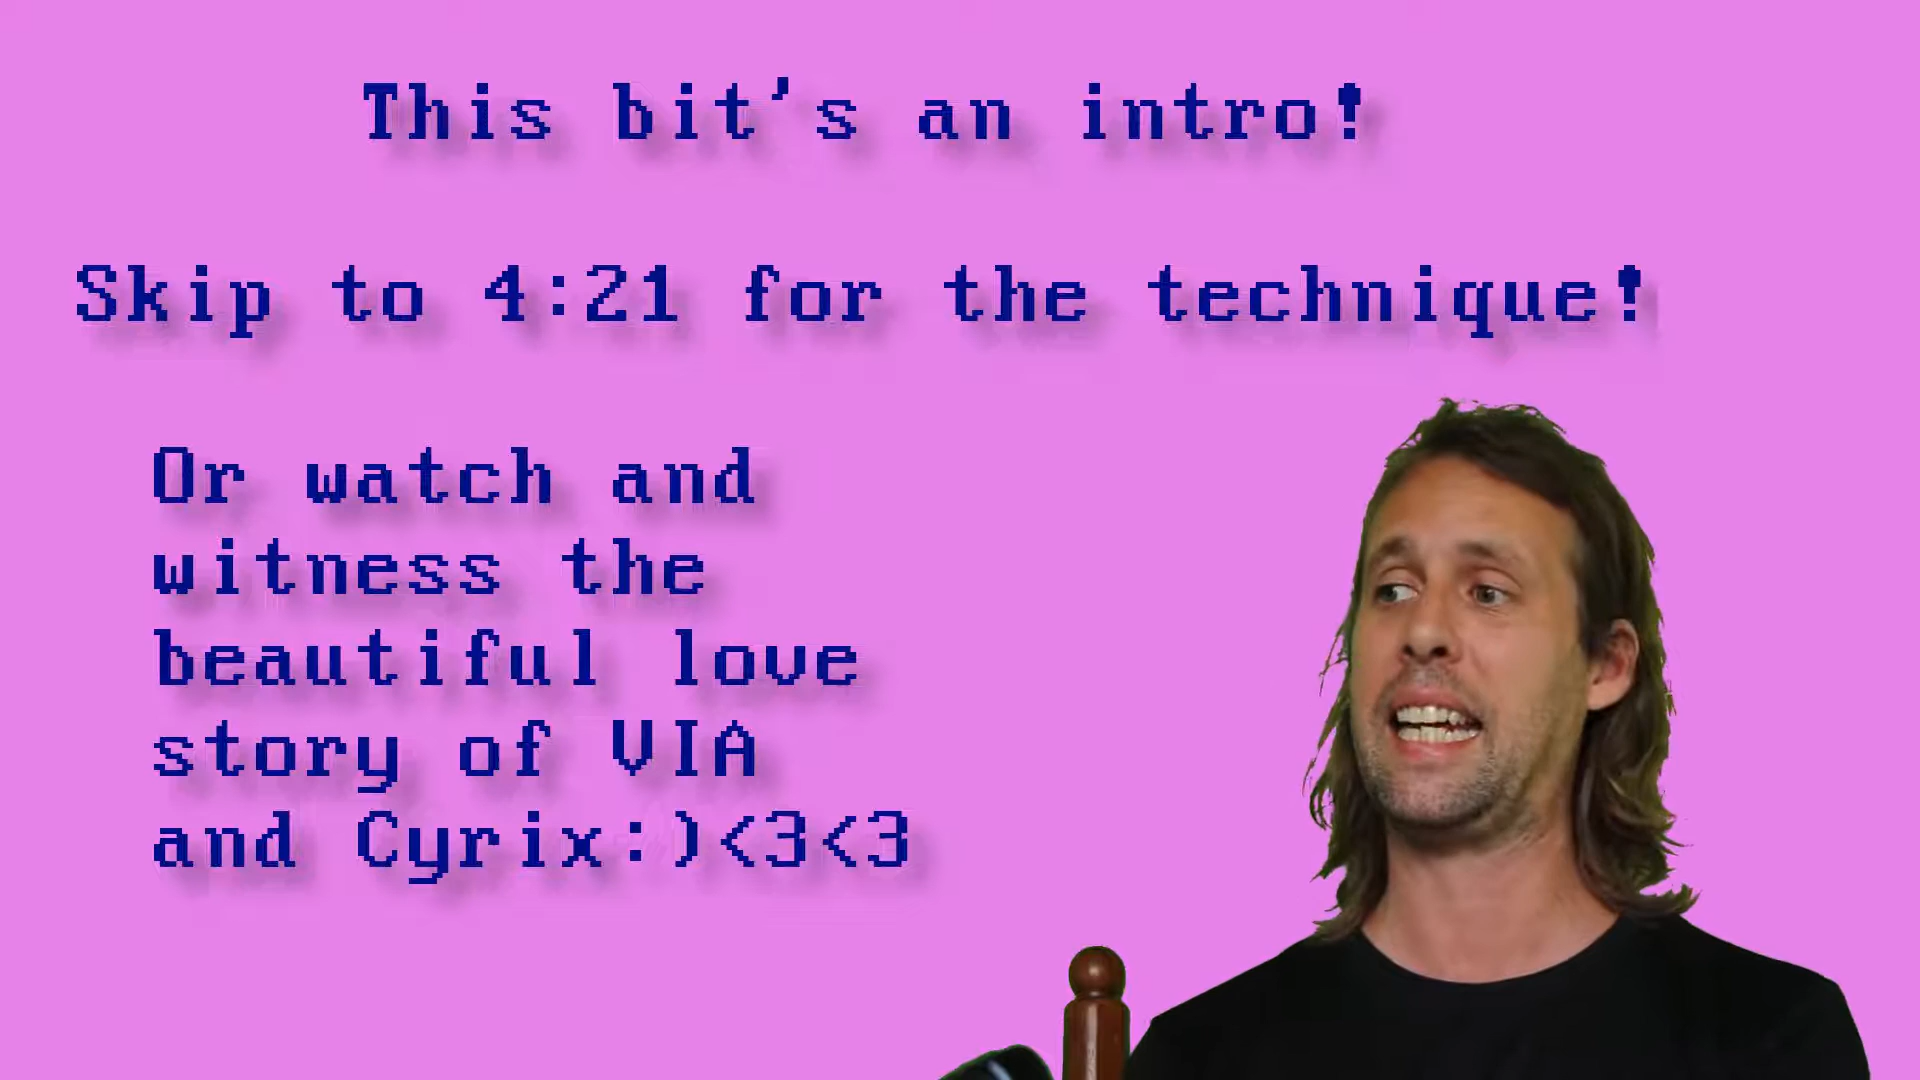 This bit's an intro!
Skip to 4:21 for the technique!
Or watch and
witness the
beautiful love
story of VIA
and Cyrix:)<3<3